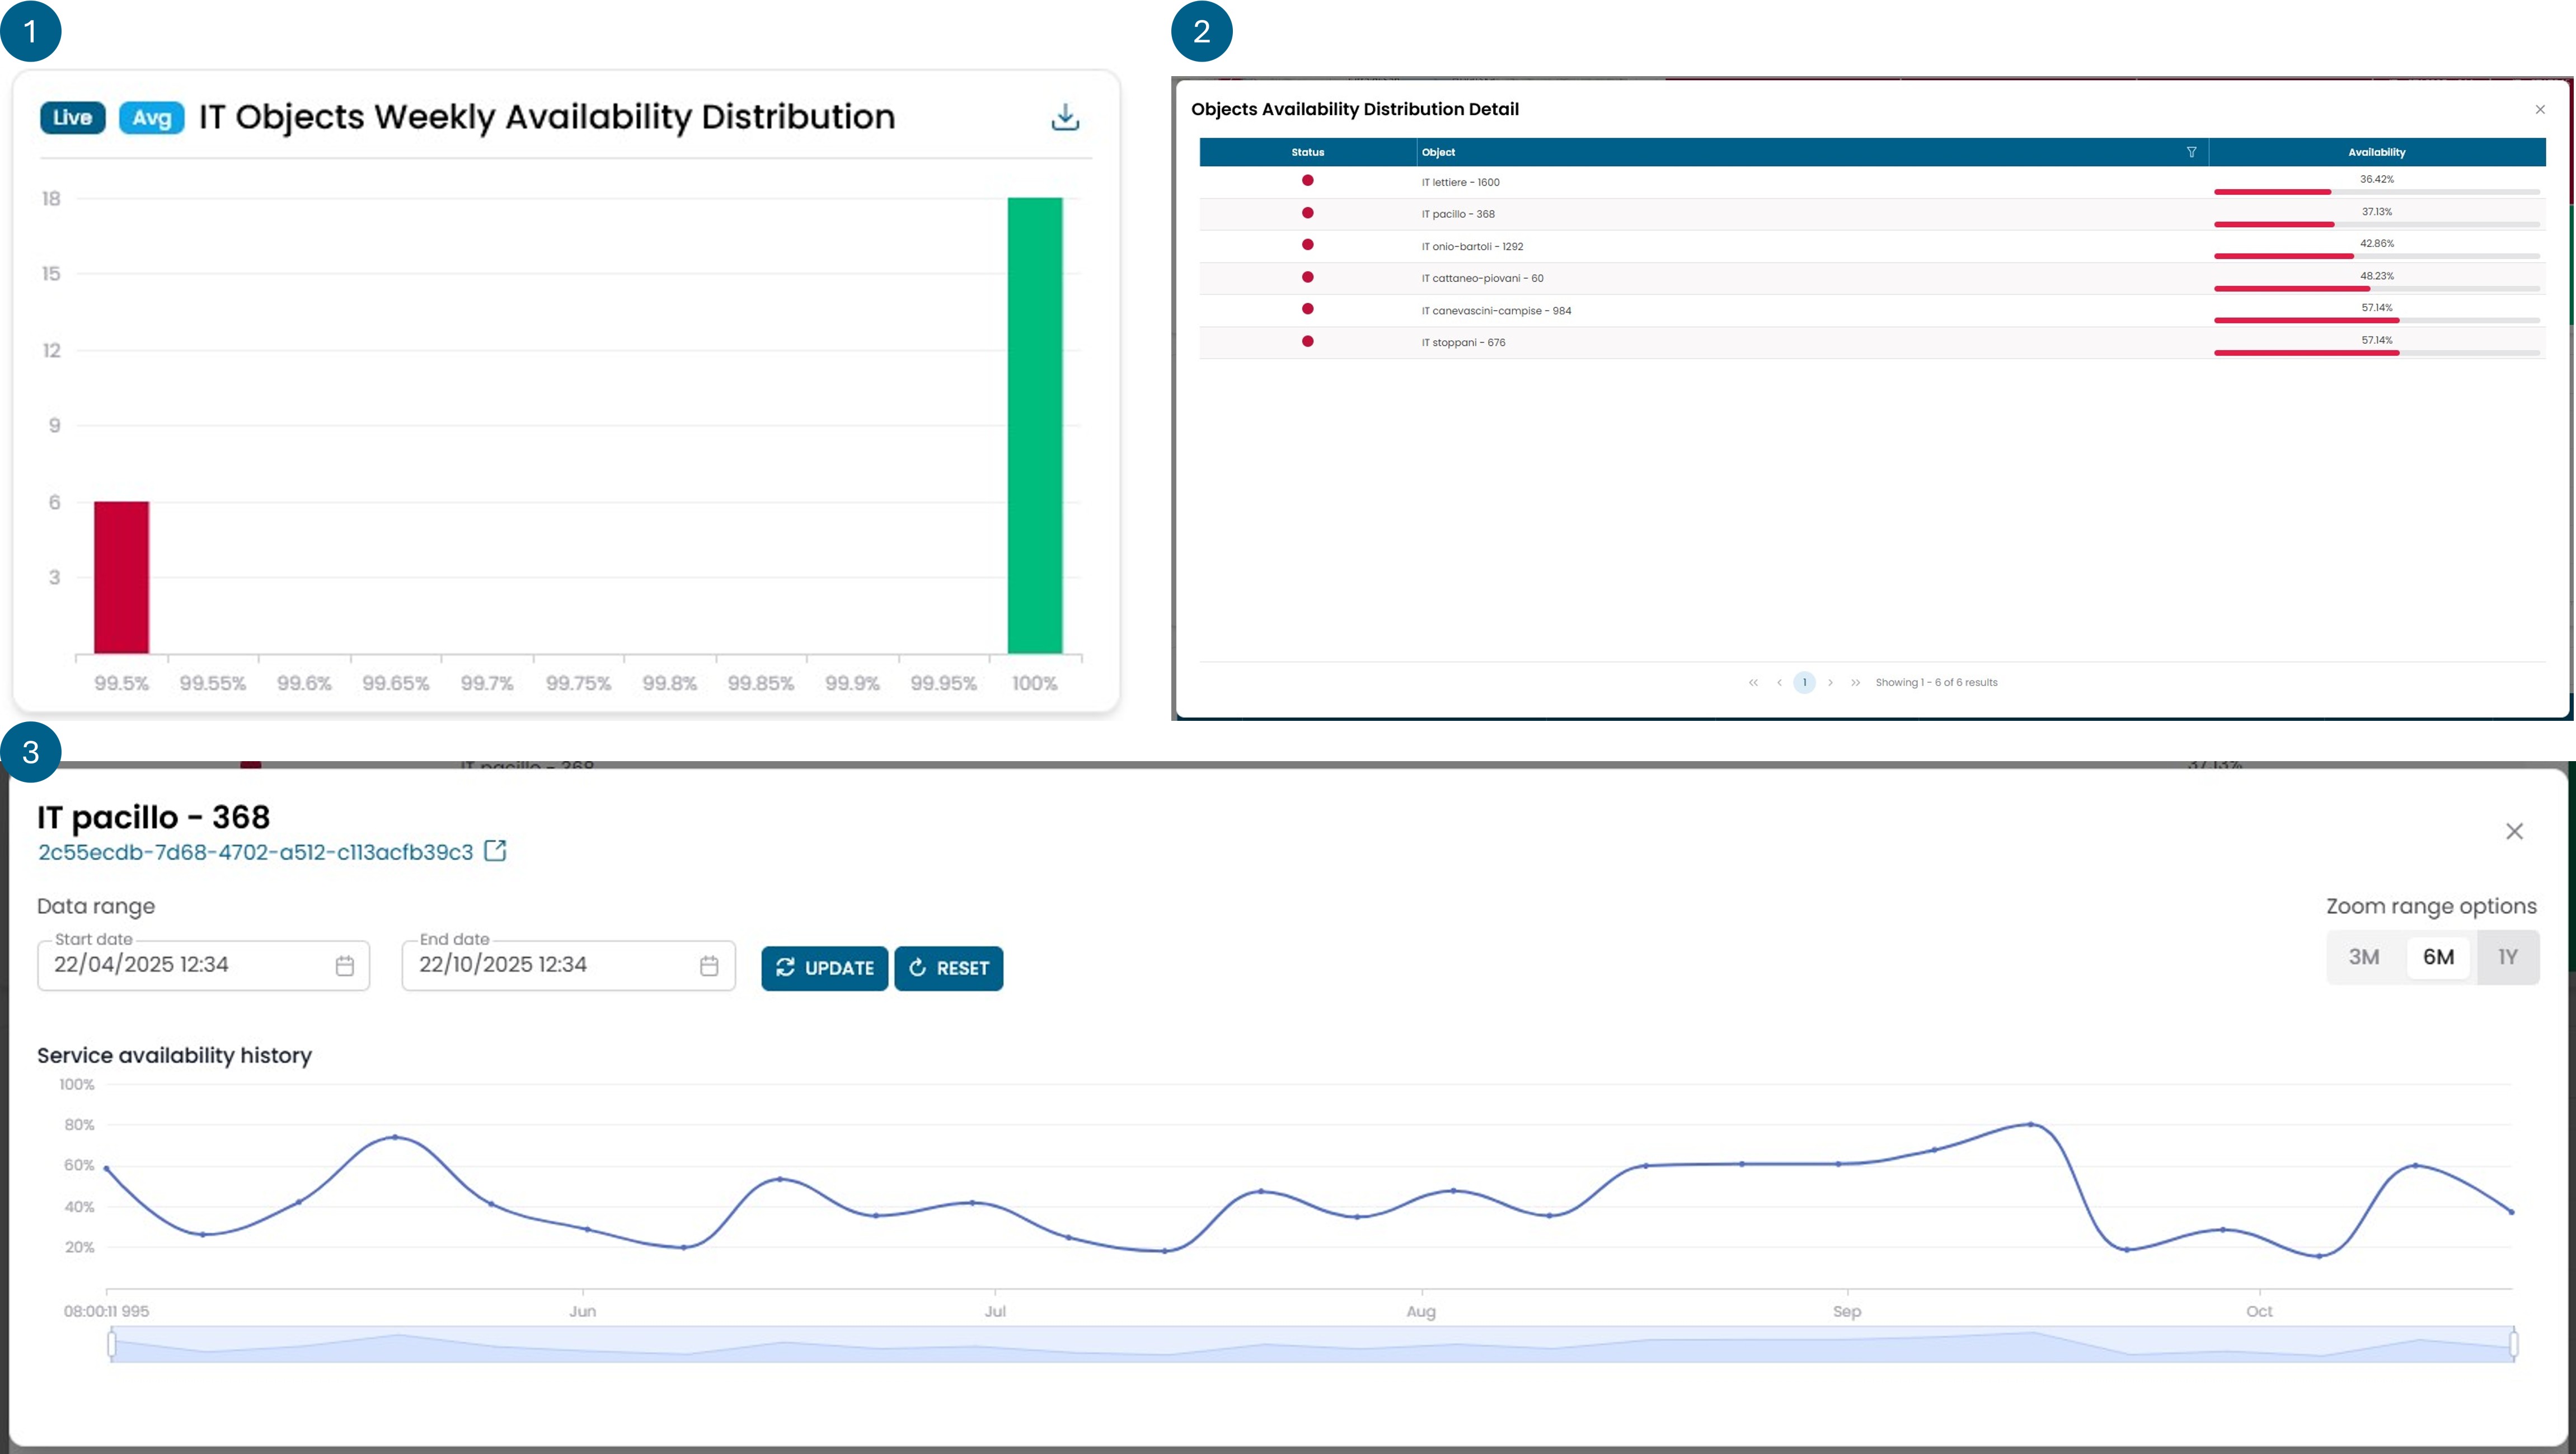 1
Live Avg IT Objects Weekly Availability Distribution
18
15
12
9
6
3
99.5% 99.55% 99.6% 99.65% 99.7% 99.75% 99.8% 99.85% 99.9% 99.95% 100%
2
Objects Availability Distribution Detail
Status Object Availability
IT lettiere - 1600 36.42%
IT pacillo - 368 37.13%
IT onio-bartoli - 1292 42.86%
IT cattaneo-piovani - 60 48.23%
IT canevascini-campise - 984 57.14%
IT stoppani - 676 57.14%
1 Showing 1 - 6 of 6 results
3
IT pacillo - 368 37.13%
IT pacillo - 368
2c55ecdb-7d68-4702-a512-c113acfb39c3
Data range Zoom range options
Start date End date
22/04/2025 12:34 22/10/2025 12:34 UPDATE RESET 3M 6M 1Y
Service availability history
100%
80%
60%
40%
20%
08:00:11 995 Jun Jul Aug Sep Oct